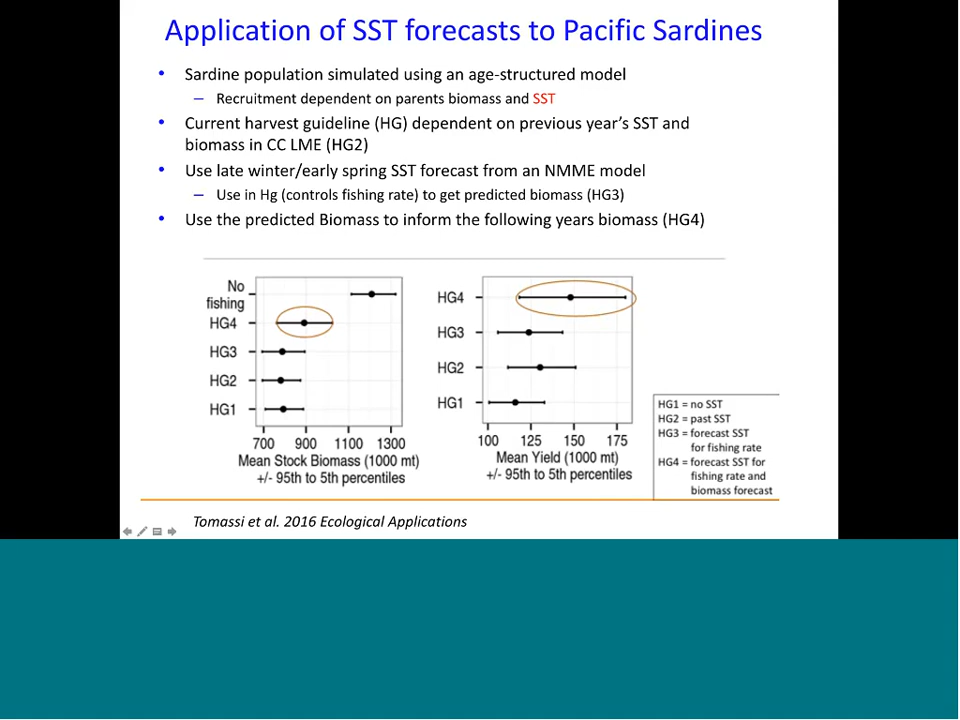 Application of SST forecasts to Pacific Sardines
• Sardine population simulated using an age-structured model
– Recruitment dependent on parents biomass and SST
• Current harvest guideline (HG) dependent on previous year's SST and
biomass in CC LME (HG2)
• Use late winter/early spring SST forecast from an NMME model
– Use in Hg (controls fishing rate) to get predicted biomass (HG3)
• Use the predicted Biomass to inform the following years biomass (HG4)
No
fishing
HG4
HG3
HG2
HG1
700 900 1100 1300
Mean Stock Biomass (1000 mt)
+/- 95th to 5th percentiles
HG4
HG3
HG2
HG1
100 125 150 175
Mean Yield (1000 mt)
+/- 95th to 5th percentiles
HG1 = no SST
HG2 = past SST
HG3 = forecast SST
for fishing rate
HG4 = forecast SST for
fishing rate and
biomass forecast
Tomassi et al. 2016 Ecological Applications